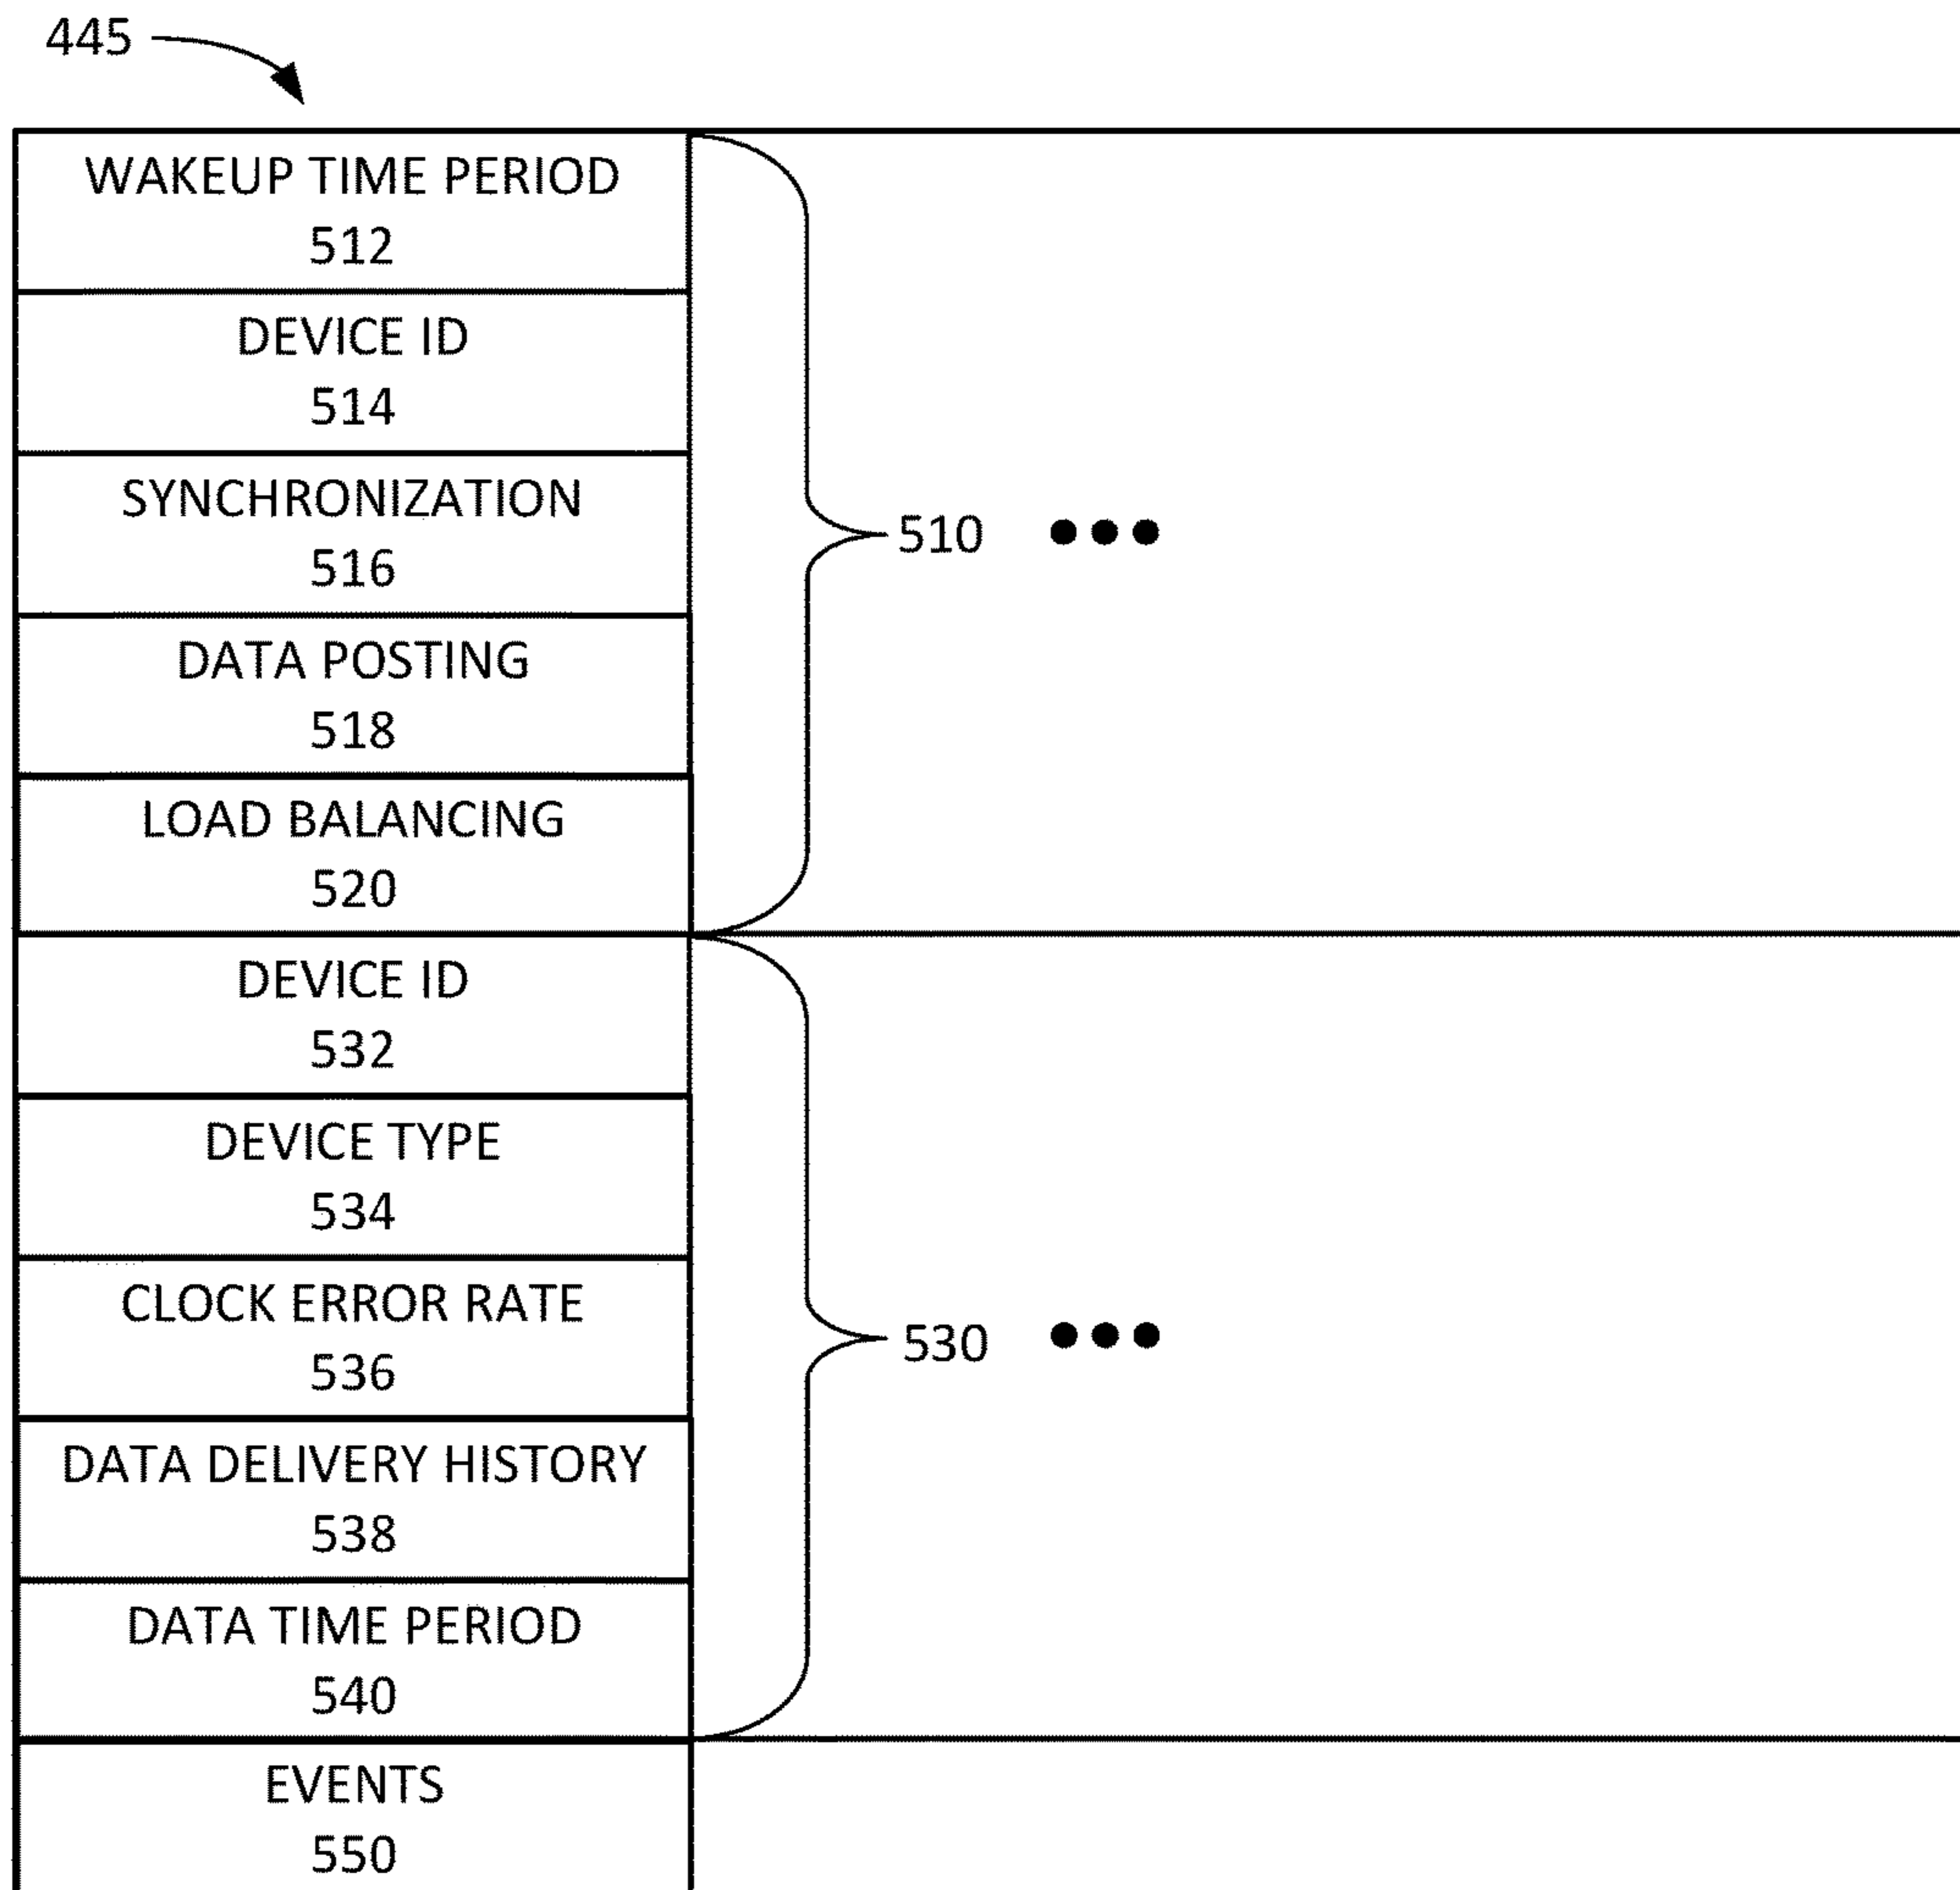 445
WAKEUP TIME PERIOD
512
DEVICE ID
514
SYNCHRONIZATION
516
510
DATA POSTING
518
LOAD BALANCING
520
DEVICE ID
532
DEVICE TYPE
534
CLOCK ERROR RATE
536
530
DATA DELIVERY HISTORY
538
DATA TIME PERIOD
540
EVENTS
550